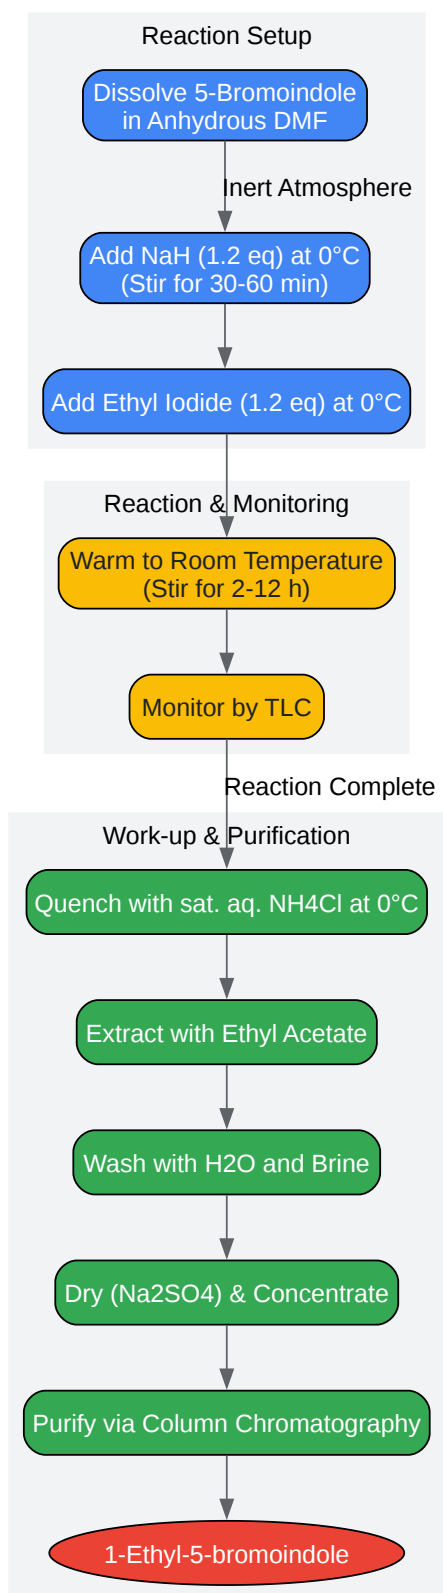 Reaction Setup
Dissolve 5-Bromoindole
in Anhydrous DMF
Inert Atmosphere
Add NaH (1.2 eq) at 0°C
(Stir for 30-60 min)
Add Ethyl Iodide (1.2 eq) at 0°C
Reaction & Monitoring
Warm to Room Temperature
(Stir for 2-12 h)
Monitor by TLC
Reaction Complete
Work-up & Purification
Quench with sat. aq. NH4Cl at 0°C
Extract with Ethyl Acetate
Wash with H2O and Brine
Dry (Na2SO4) & Concentrate
Purify via Column Chromatography
1-Ethyl-5-bromoindole